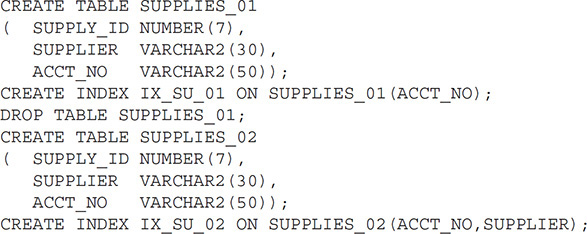 CREATE TABLE SUPPLIES_01
(  SUPPLY_ID NUMBER(7),
   SUPPLIER  VARCHAR2(30),
   ACCT_NO   VARCHAR2(50));
CREATE INDEX IX_SU_01 ON SUPPLIES_01(ACCT_NO);
DROP TABLE SUPPLIES_01;
CREATE TABLE SUPPLIES_02
(  SUPPLY_ID NUMBER(7),
   SUPPLIER  VARCHAR2(30),
   ACCT_NO   VARCHAR2(50));
CREATE INDEX IX_SU_02 ON SUPPLIES_02(ACCT_NO,SUPPLIER);